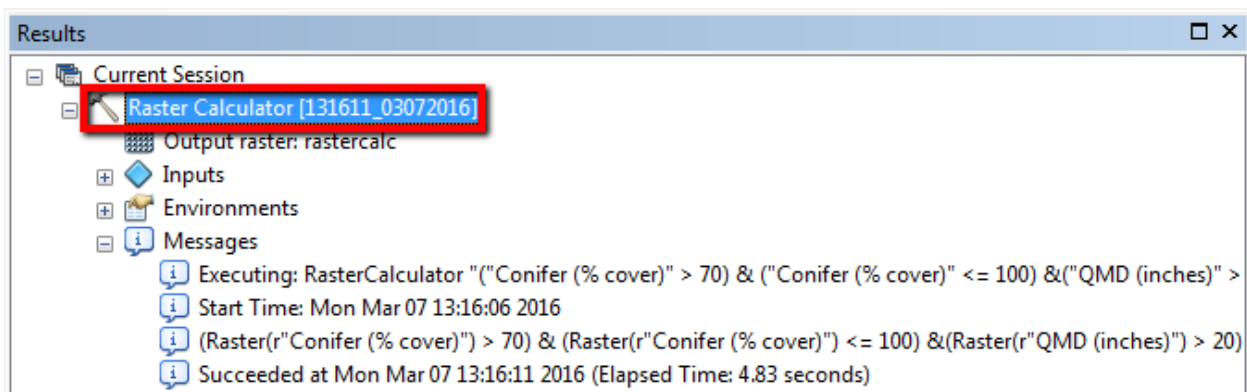 Results
Current Session
Raster Calculator [131611_03072016]
Output raster: rastercalc
Inputs
Environments
Messages
Executing: RasterCalculator "("Conifer (% cover)" > 70) & ("Conifer (% cover)" <= 100) &("QMD (inches)" >
Start Time: Mon Mar 07 13:16:06 2016
(Raster(r"Conifer (% cover)") > 70) & (Raster(r"Conifer (% cover)") <= 100) &(Raster(r"QMD (inches)") > 20)
Succeeded at Mon Mar 07 13:16:11 2016 (Elapsed Time: 4.83 seconds)